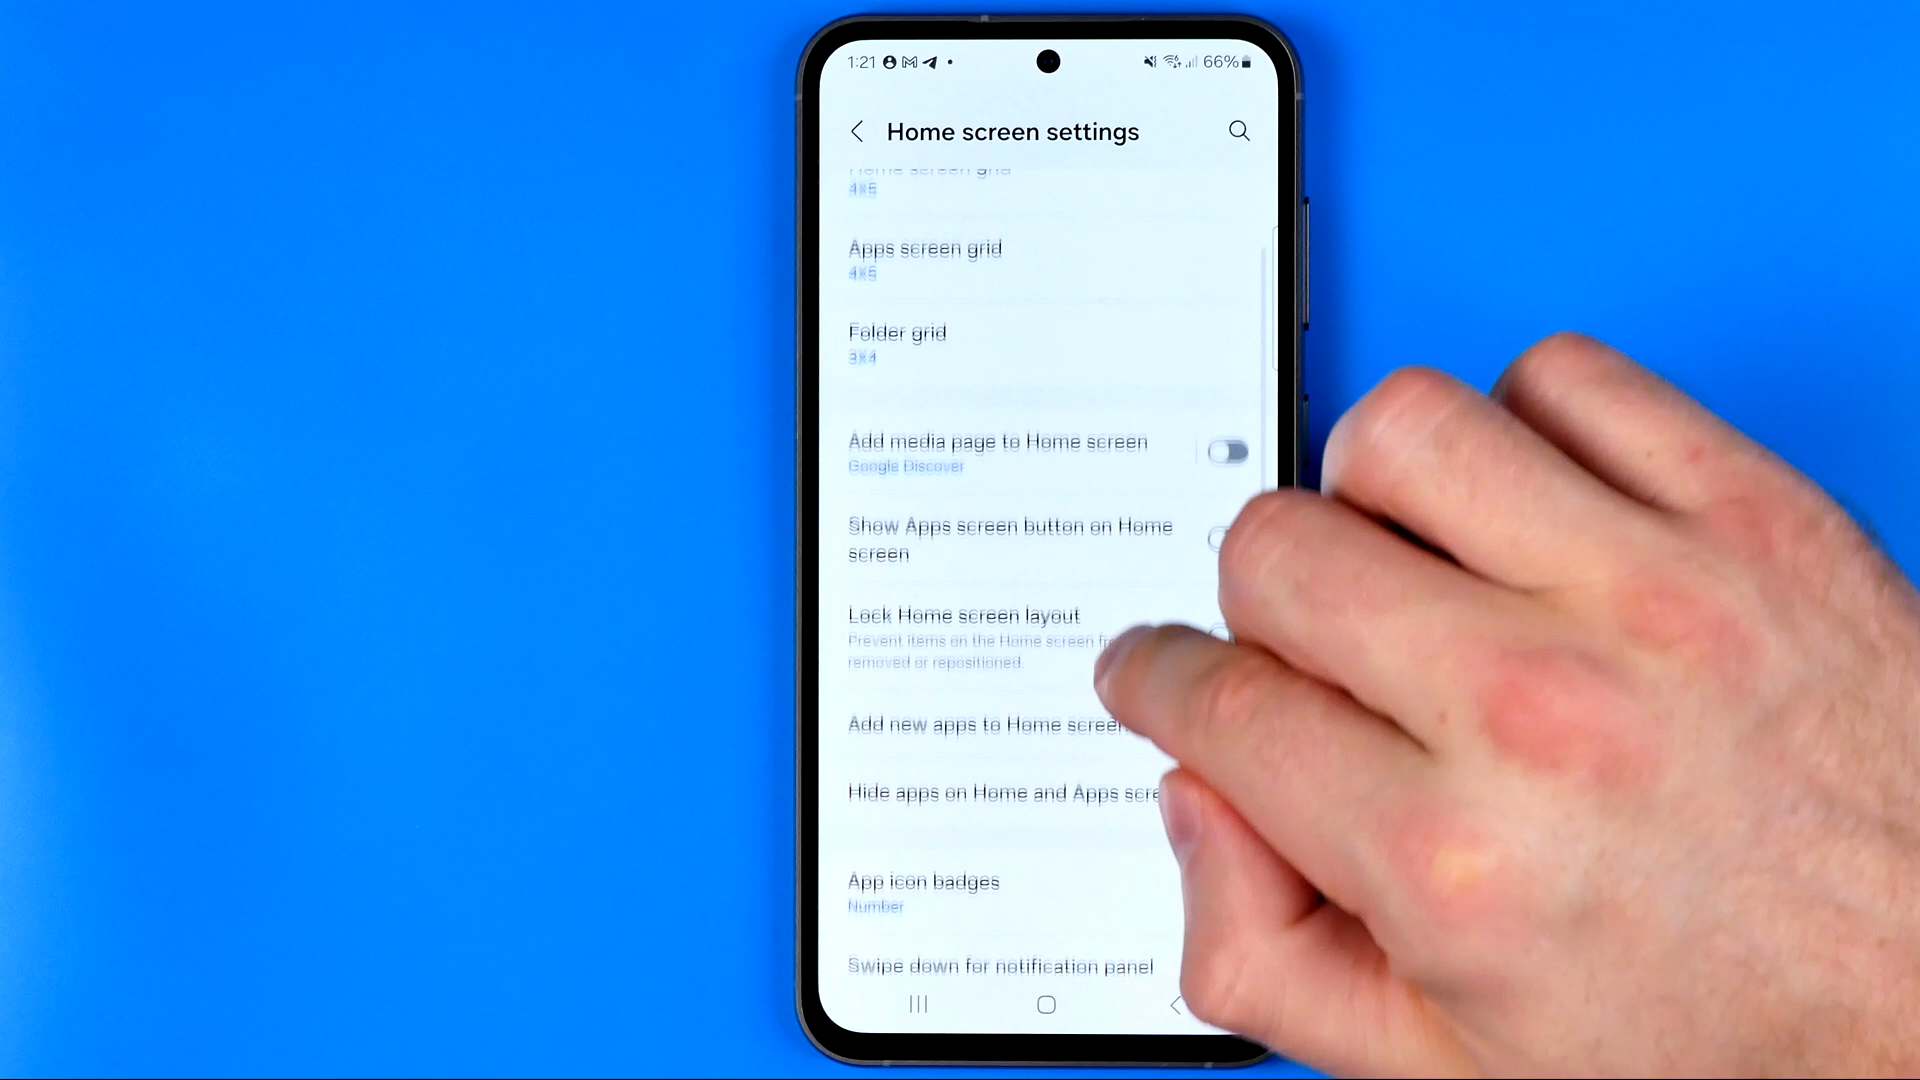 1:21
66%
Home screen settings
Home screen grid
4X5
Apps screen grid
4X5
Folder grid
3X4
Add media page to Home screen
Google Discover
Show Apps screen button on Home
screen
Lock Home screen layout
Prevent items on the Home screen
removed or repositioned.
Add new apps to Home screen
Hide apps on Home and Apps scre
App icon badges
Number
Swipe down for notification panel